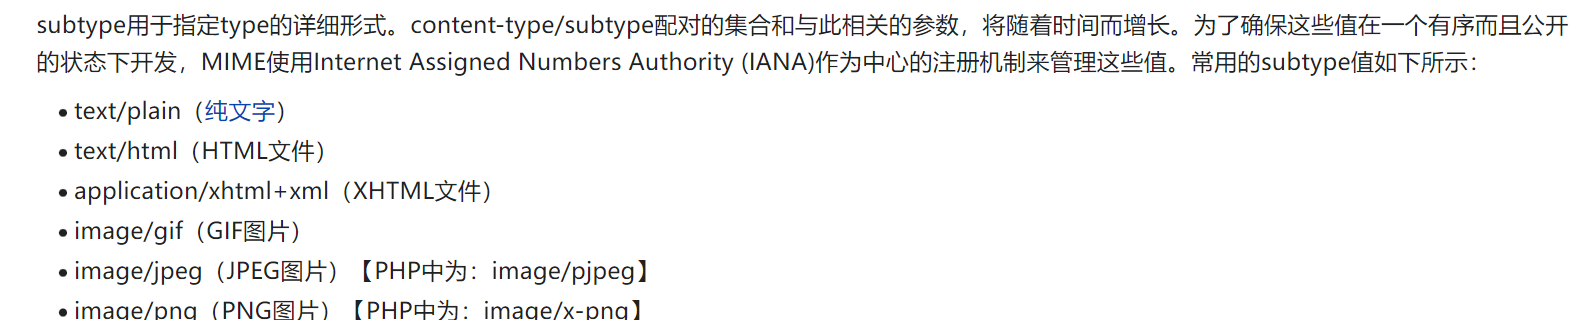 subtype用于指定type的详细形式。content-type/subtype配对的集合和与此相关的参数，将随着时间而增长。为了确保这些值在一个有序而且公开
的状态下开发，MIME使用Internet Assigned Numbers Authority (IANA)作为中心的注册机制来管理这些值。常用的subtype值如下所示：
• text/plain（纯文字）
• text/html（HTML文件）
• application/xhtml+xml（XHTML文件）
• image/gif（GIF图片）
• image/jpeg（JPEG图片）【PHP中为：image/pjpeg】
• image/png（PNG图片）【PHP中为：image/x-png】